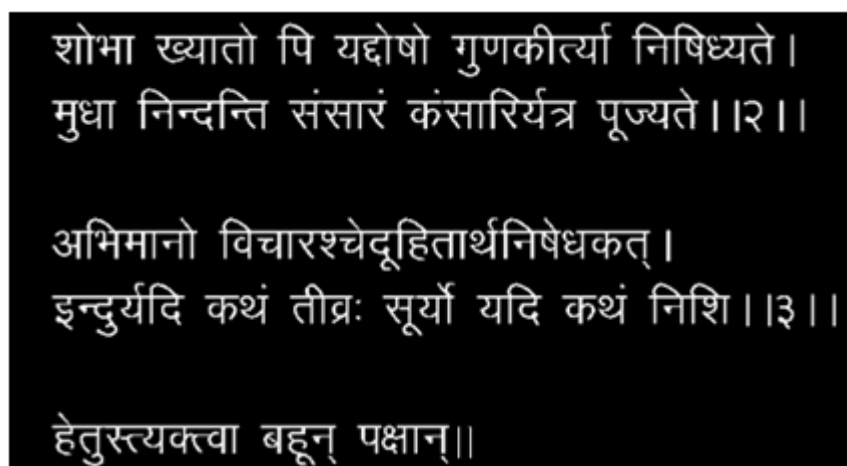 शोभा ख्यातो पि यद्दोषो गुणकीर्त्या निषिध्यते।
मुधा निन्दन्ति संसारं कंसारिर्यत्र पूज्यते।।२।।
अभिमानो विचारश्चेदूहितार्थनिषेधकत्।
इन्दुर्यदि कथं तीव्रः सूर्यो यदि कथं निशि।।३।।
हेतुस्त्यक्त्वा बहून् पक्षान्॥